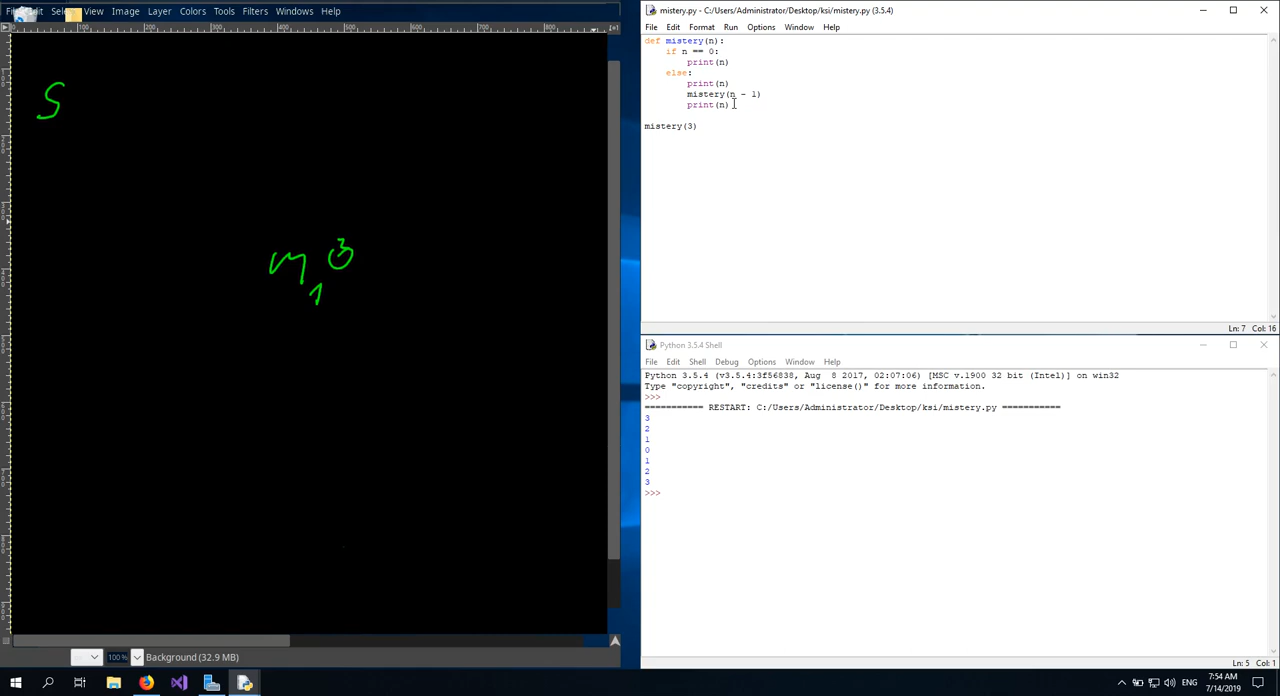 File Edit Select View Image Layer Colors Tools Filters Windows Help
S
m 3
1
100%
Background (32.9 MB)
mistery.py - C:/Users/Administrator/Desktop/ksi/mistery.py (3.5.4)
File Edit Format Run Options Window Help
def mistery(n):
    if n == 0:
        print(n)
    else:
        print(n)
        mistery(n - 1)
        print(n)
mistery(3)
Ln: 7 Col: 16
Python 3.5.4 Shell
File Edit Shell Debug Options Window Help
Python 3.5.4 (v3.5.4:3f56838, Aug  8 2017, 02:07:06) [MSC v.1900 32 bit (Intel)] on win32
Type "copyright", "credits" or "license()" for more information.
>>>
=========== RESTART: C:/Users/Administrator/Desktop/ksi/mistery.py ===========
3
2
1
0
1
2
3
>>>
Ln: 5 Col: 1
ENG
7:54 AM
7/14/2019